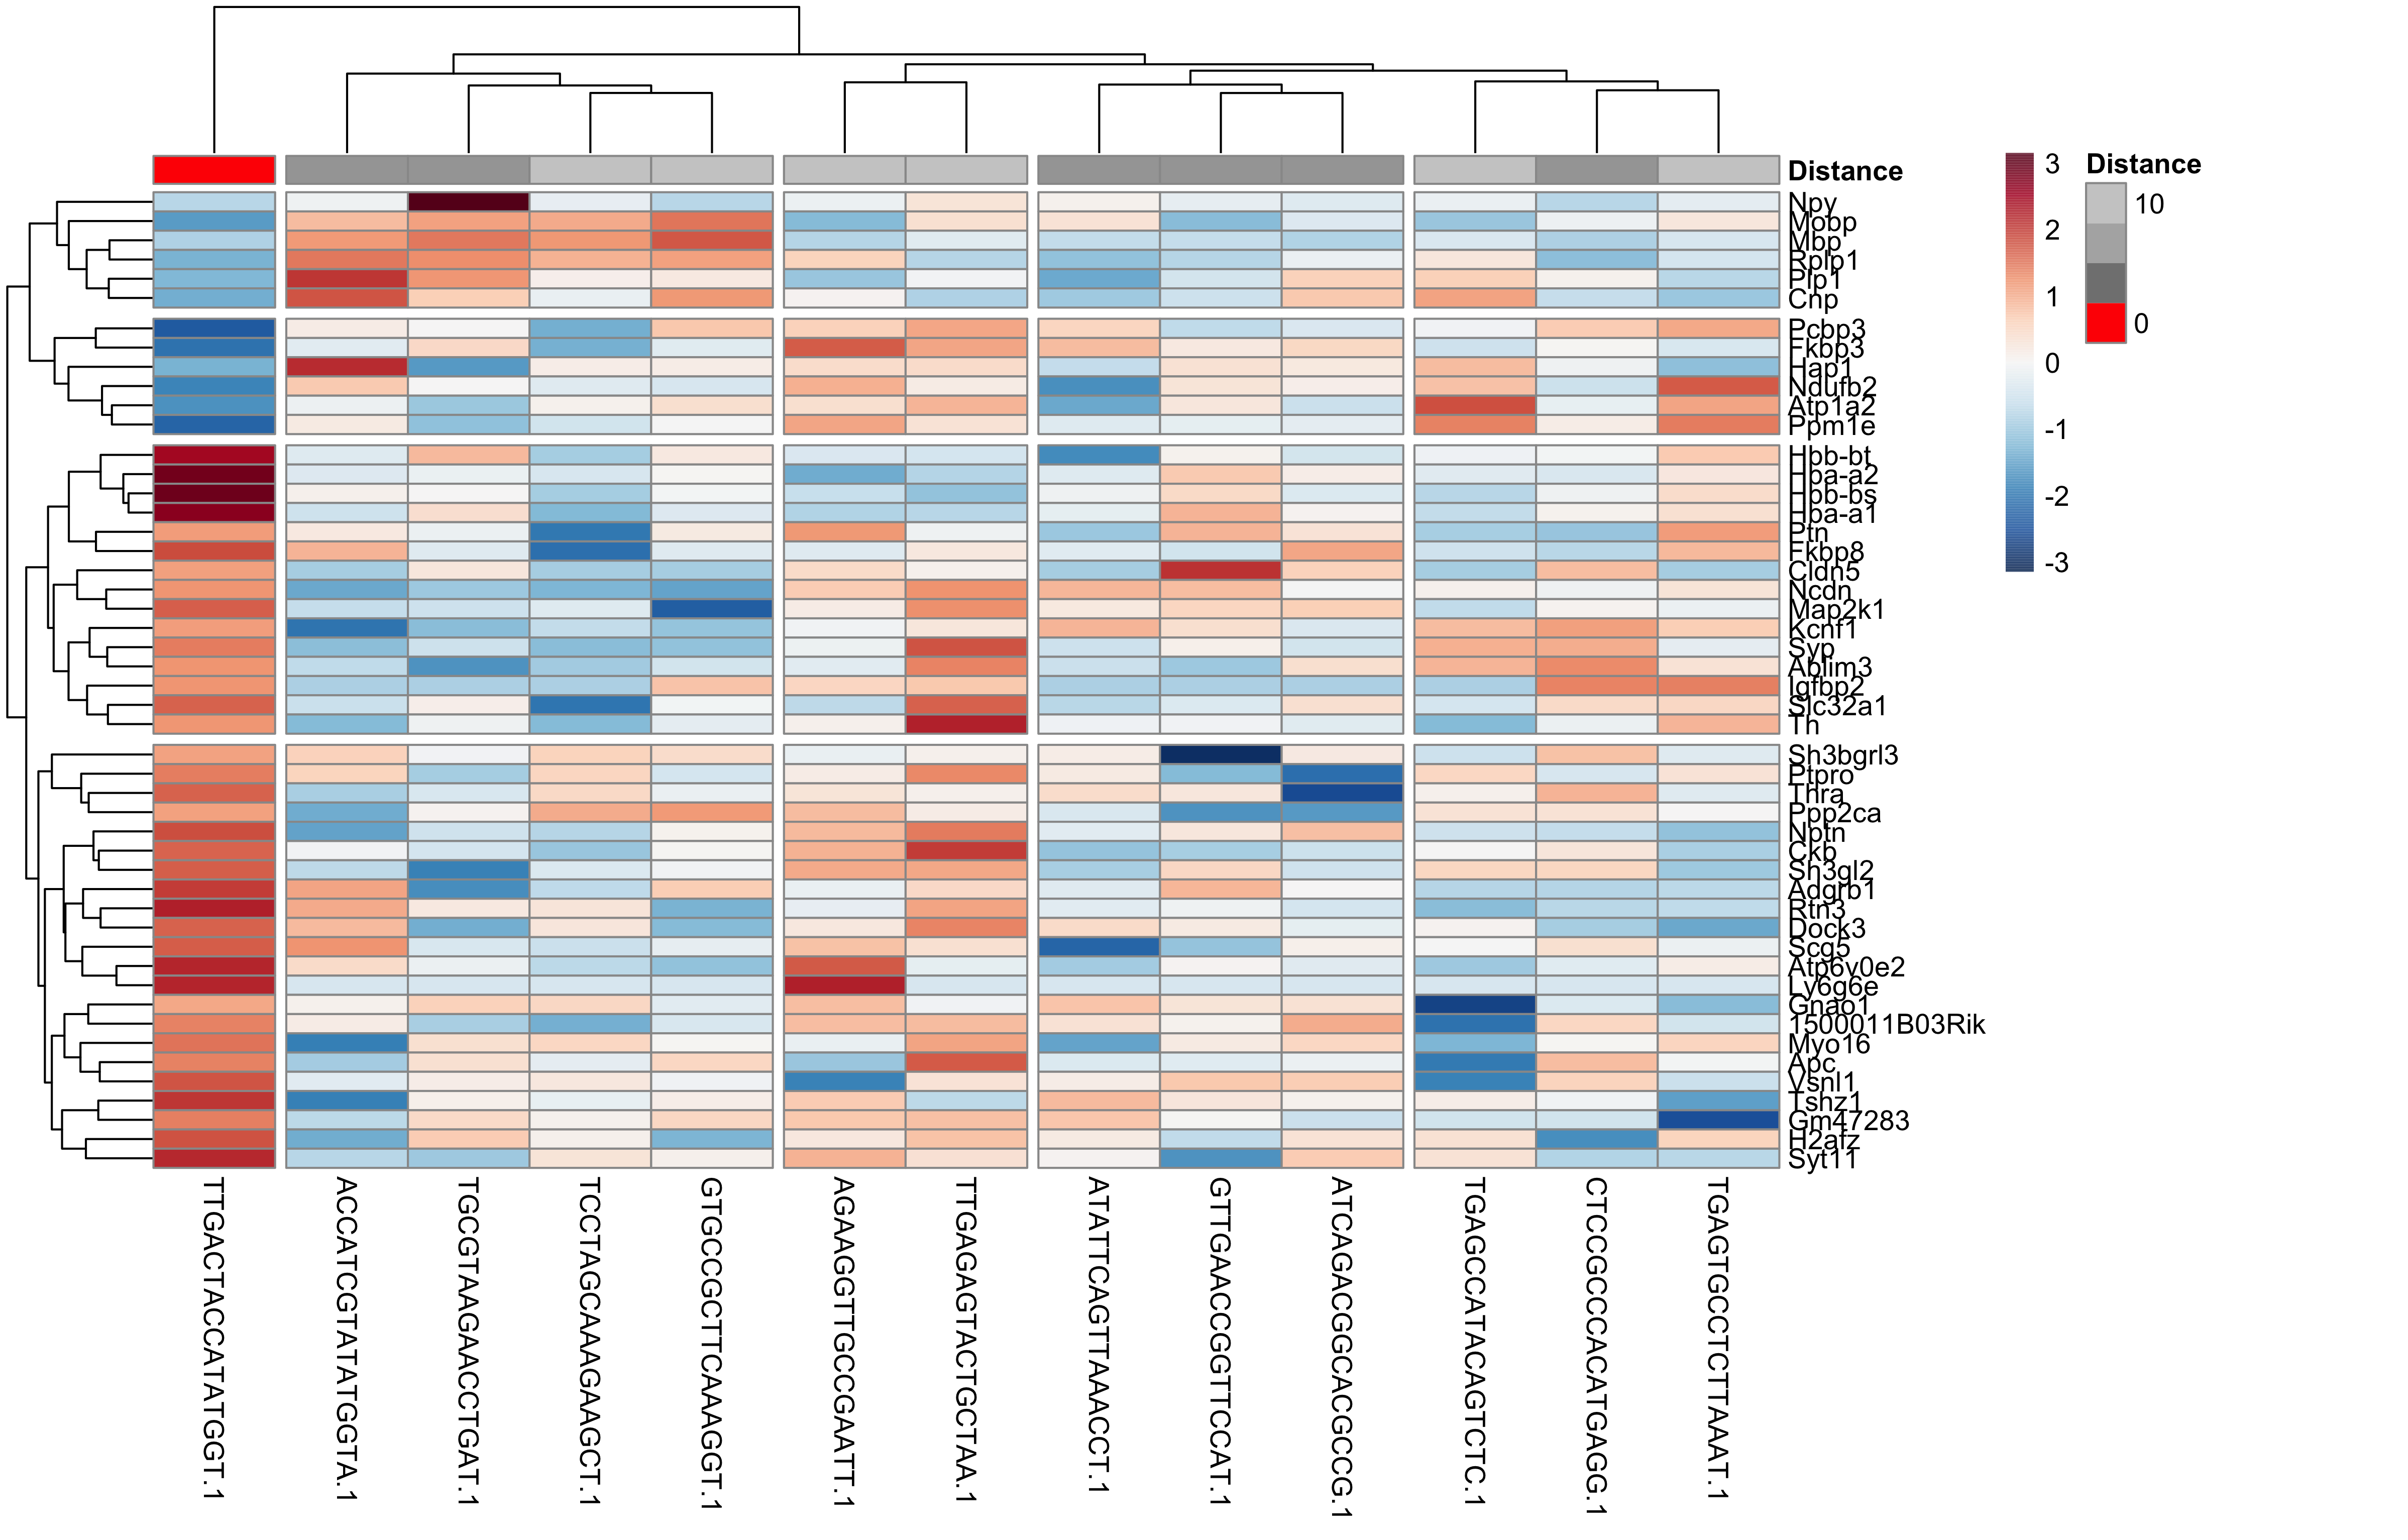 Distance
Npy
Mobp
Mbp
Rplp1
Plp1
Cnp
Pcbp3
Fkbp3
Hap1
Ndufb2
Atp1a2
Ppm1e
Hbb-bt
Hba-a2
Hbb-bs
Hba-a1
Ptn
Fkbp8
Cldn5
Ncdn
Map2k1
Kcnf1
Syp
Ablim3
Igfbp2
Slc32a1
Th
Sh3bgrl3
Ptpro
Thra
Ppp2ca
Nptn
Ckb
Sh3gl2
Adgrb1
Rtn3
Dock3
Scg5
Atp6v0e2
Ly6g6e
Gnao1
1500011B03Rik
Myo16
Apc
Vsnl1
Tshz1
Gm47283
H2afz
Syt11
TTGACTACCATATGGT.1
ACCATCGTATATGGTA.1
TGCGTAAGAACCTGAT.1
TCCTAGCAAAGAAGCT.1
GTGCCGCTTCAAAGGT.1
AGAAGGTTGCCGAATT.1
TTGAGAGTACTGCTAA.1
ATATTCAGTTAAACCT.1
GTTGAACCGGTTCCAT.1
ATCAGACGGCACGCCG.1
TGAGCCATACAGTCTC.1
CTCCGCCCACATGAGG.1
TGAGTGCCTCTTAAAT.1
3
2
1
0
-1
-2
-3
Distance
10
0